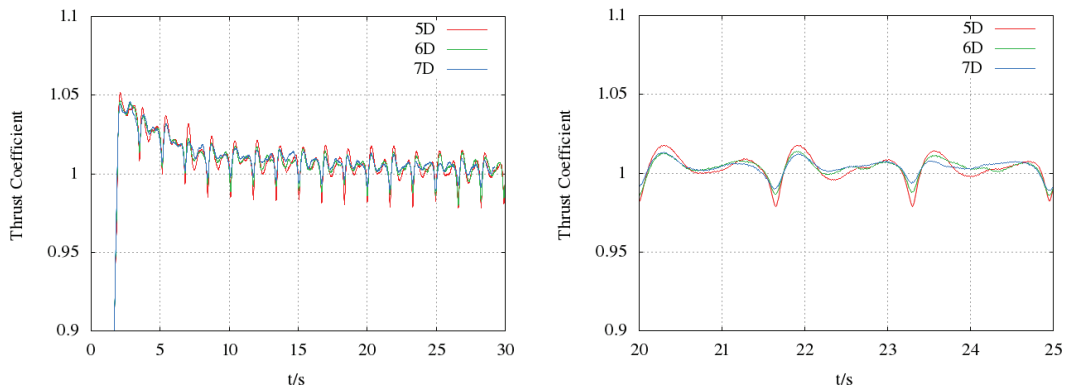 1.1
1.05
1
0.95
0.9
Thrust Coefficient
0 5 10 15 20 25 30
t/s
5D
6D
7D
1.1
1.05
1
0.95
0.9
Thrust Coefficient
20 21 22 23 24 25
t/s
5D
6D
7D